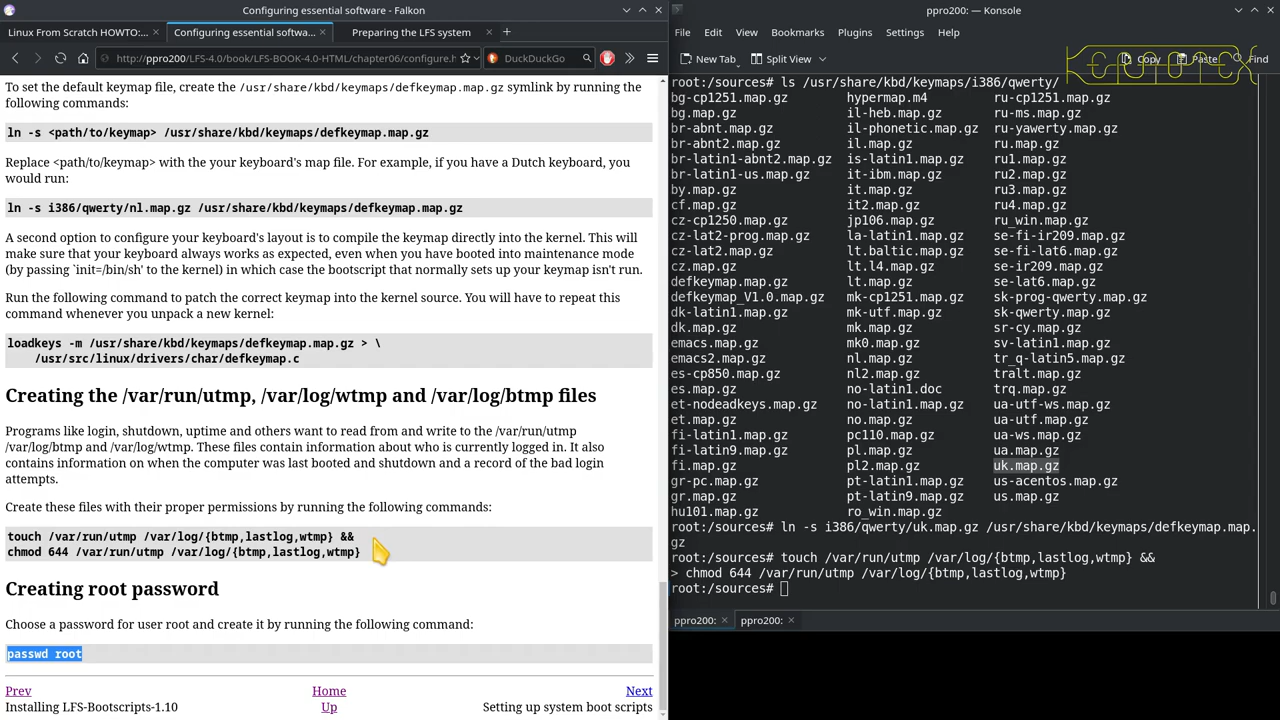 Configuring essential software - Falkon
Linux From Scratch HOWTO:...
Configuring essential softwa...
Preparing the LFS system
http://ppro200/LFS-4.0/book/LFS-BOOK-4.0-HTML/chapter06/configure.h
DuckDuckGo
To set the default keymap file, create the /usr/share/kbd/keymaps/defkeymap.map.gz symlink by running the
following commands:
ln -s <path/to/keymap> /usr/share/kbd/keymaps/defkeymap.map.gz
Replace <path/to/keymap> with the your keyboard's map file. For example, if you have a Dutch keyboard, you
would run:
ln -s i386/qwerty/nl.map.gz /usr/share/kbd/keymaps/defkeymap.map.gz
A second option to configure your keyboard's layout is to compile the keymap directly into the kernel. This will
make sure that your keyboard always works as expected, even when you have booted into maintenance mode
(by passing `init=/bin/sh' to the kernel) in which case the bootscript that normally sets up your keymap isn't run.
Run the following command to patch the correct keymap into the kernel source. You will have to repeat this
command whenever you unpack a new kernel:
loadkeys -m /usr/share/kbd/keymaps/defkeymap.map.gz > \
/usr/src/linux/drivers/char/defkeymap.c
Creating the /var/run/utmp, /var/log/wtmp and /var/log/btmp files
Programs like login, shutdown, uptime and others want to read from and write to the /var/run/utmp
/var/log/btmp and /var/log/wtmp. These files contain information about who is currently logged in. It also
contains information on when the computer was last booted and shutdown and a record of the bad login
attempts.
Create these files with their proper permissions by running the following commands:
touch /var/run/utmp /var/log/{btmp,lastlog,wtmp} &&
chmod 644 /var/run/utmp /var/log/{btmp,lastlog,wtmp}
Creating root password
Choose a password for user root and create it by running the following command:
passwd root
Prev Home Next
Installing LFS-Bootscripts-1.10 Up Setting up system boot scripts
ppro200: — Konsole
File Edit View Bookmarks Plugins Settings Help
New Tab Split View Copy Paste Find
root:/sources# ls /usr/share/kbd/keymaps/i386/qwerty/
bg-cp1251.map.gz hypermap.m4 ru-cp1251.map.gz
bg.map.gz il-heb.map.gz ru-ms.map.gz
br-abnt.map.gz il-phonetic.map.gz ru-yawerty.map.gz
br-abnt2.map.gz il.map.gz ru.map.gz
br-latin1-abnt2.map.gz is-latin1.map.gz ru1.map.gz
br-latin1-us.map.gz it-ibm.map.gz ru2.map.gz
by.map.gz it.map.gz ru3.map.gz
cf.map.gz it2.map.gz ru4.map.gz
cz-cp1250.map.gz jp106.map.gz ru_win.map.gz
cz-lat2-prog.map.gz la-latin1.map.gz se-fi-ir209.map.gz
cz-lat2.map.gz lt.baltic.map.gz se-fi-lat6.map.gz
cz.map.gz lt.l4.map.gz se-ir209.map.gz
defkeymap.map.gz lt.map.gz se-lat6.map.gz
defkeymap_V1.0.map.gz mk-cp1251.map.gz sk-prog-qwerty.map.gz
dk-latin1.map.gz mk-utf.map.gz sk-qwerty.map.gz
dk.map.gz mk.map.gz sr-cy.map.gz
emacs.map.gz mk0.map.gz sv-latin1.map.gz
emacs2.map.gz nl.map.gz tr_q-latin5.map.gz
es-cp850.map.gz nl2.map.gz tralt.map.gz
es.map.gz no-latin1.doc trq.map.gz
et-nodeadkeys.map.gz no-latin1.map.gz ua-utf-ws.map.gz
et.map.gz no.map.gz ua-utf.map.gz
fi-latin1.map.gz pc110.map.gz ua-ws.map.gz
fi-latin9.map.gz pl.map.gz ua.map.gz
fi.map.gz pl2.map.gz uk.map.gz
gr-pc.map.gz pt-latin1.map.gz us-acentos.map.gz
gr.map.gz pt-latin9.map.gz us.map.gz
hu101.map.gz ro_win.map.gz
root:/sources# ln -s i386/qwerty/uk.map.gz /usr/share/kbd/keymaps/defkeymap.map.
gz
root:/sources# touch /var/run/utmp /var/log/{btmp,lastlog,wtmp} &&
> chmod 644 /var/run/utmp /var/log/{btmp,lastlog,wtmp}
root:/sources#
ppro200: ppro200: